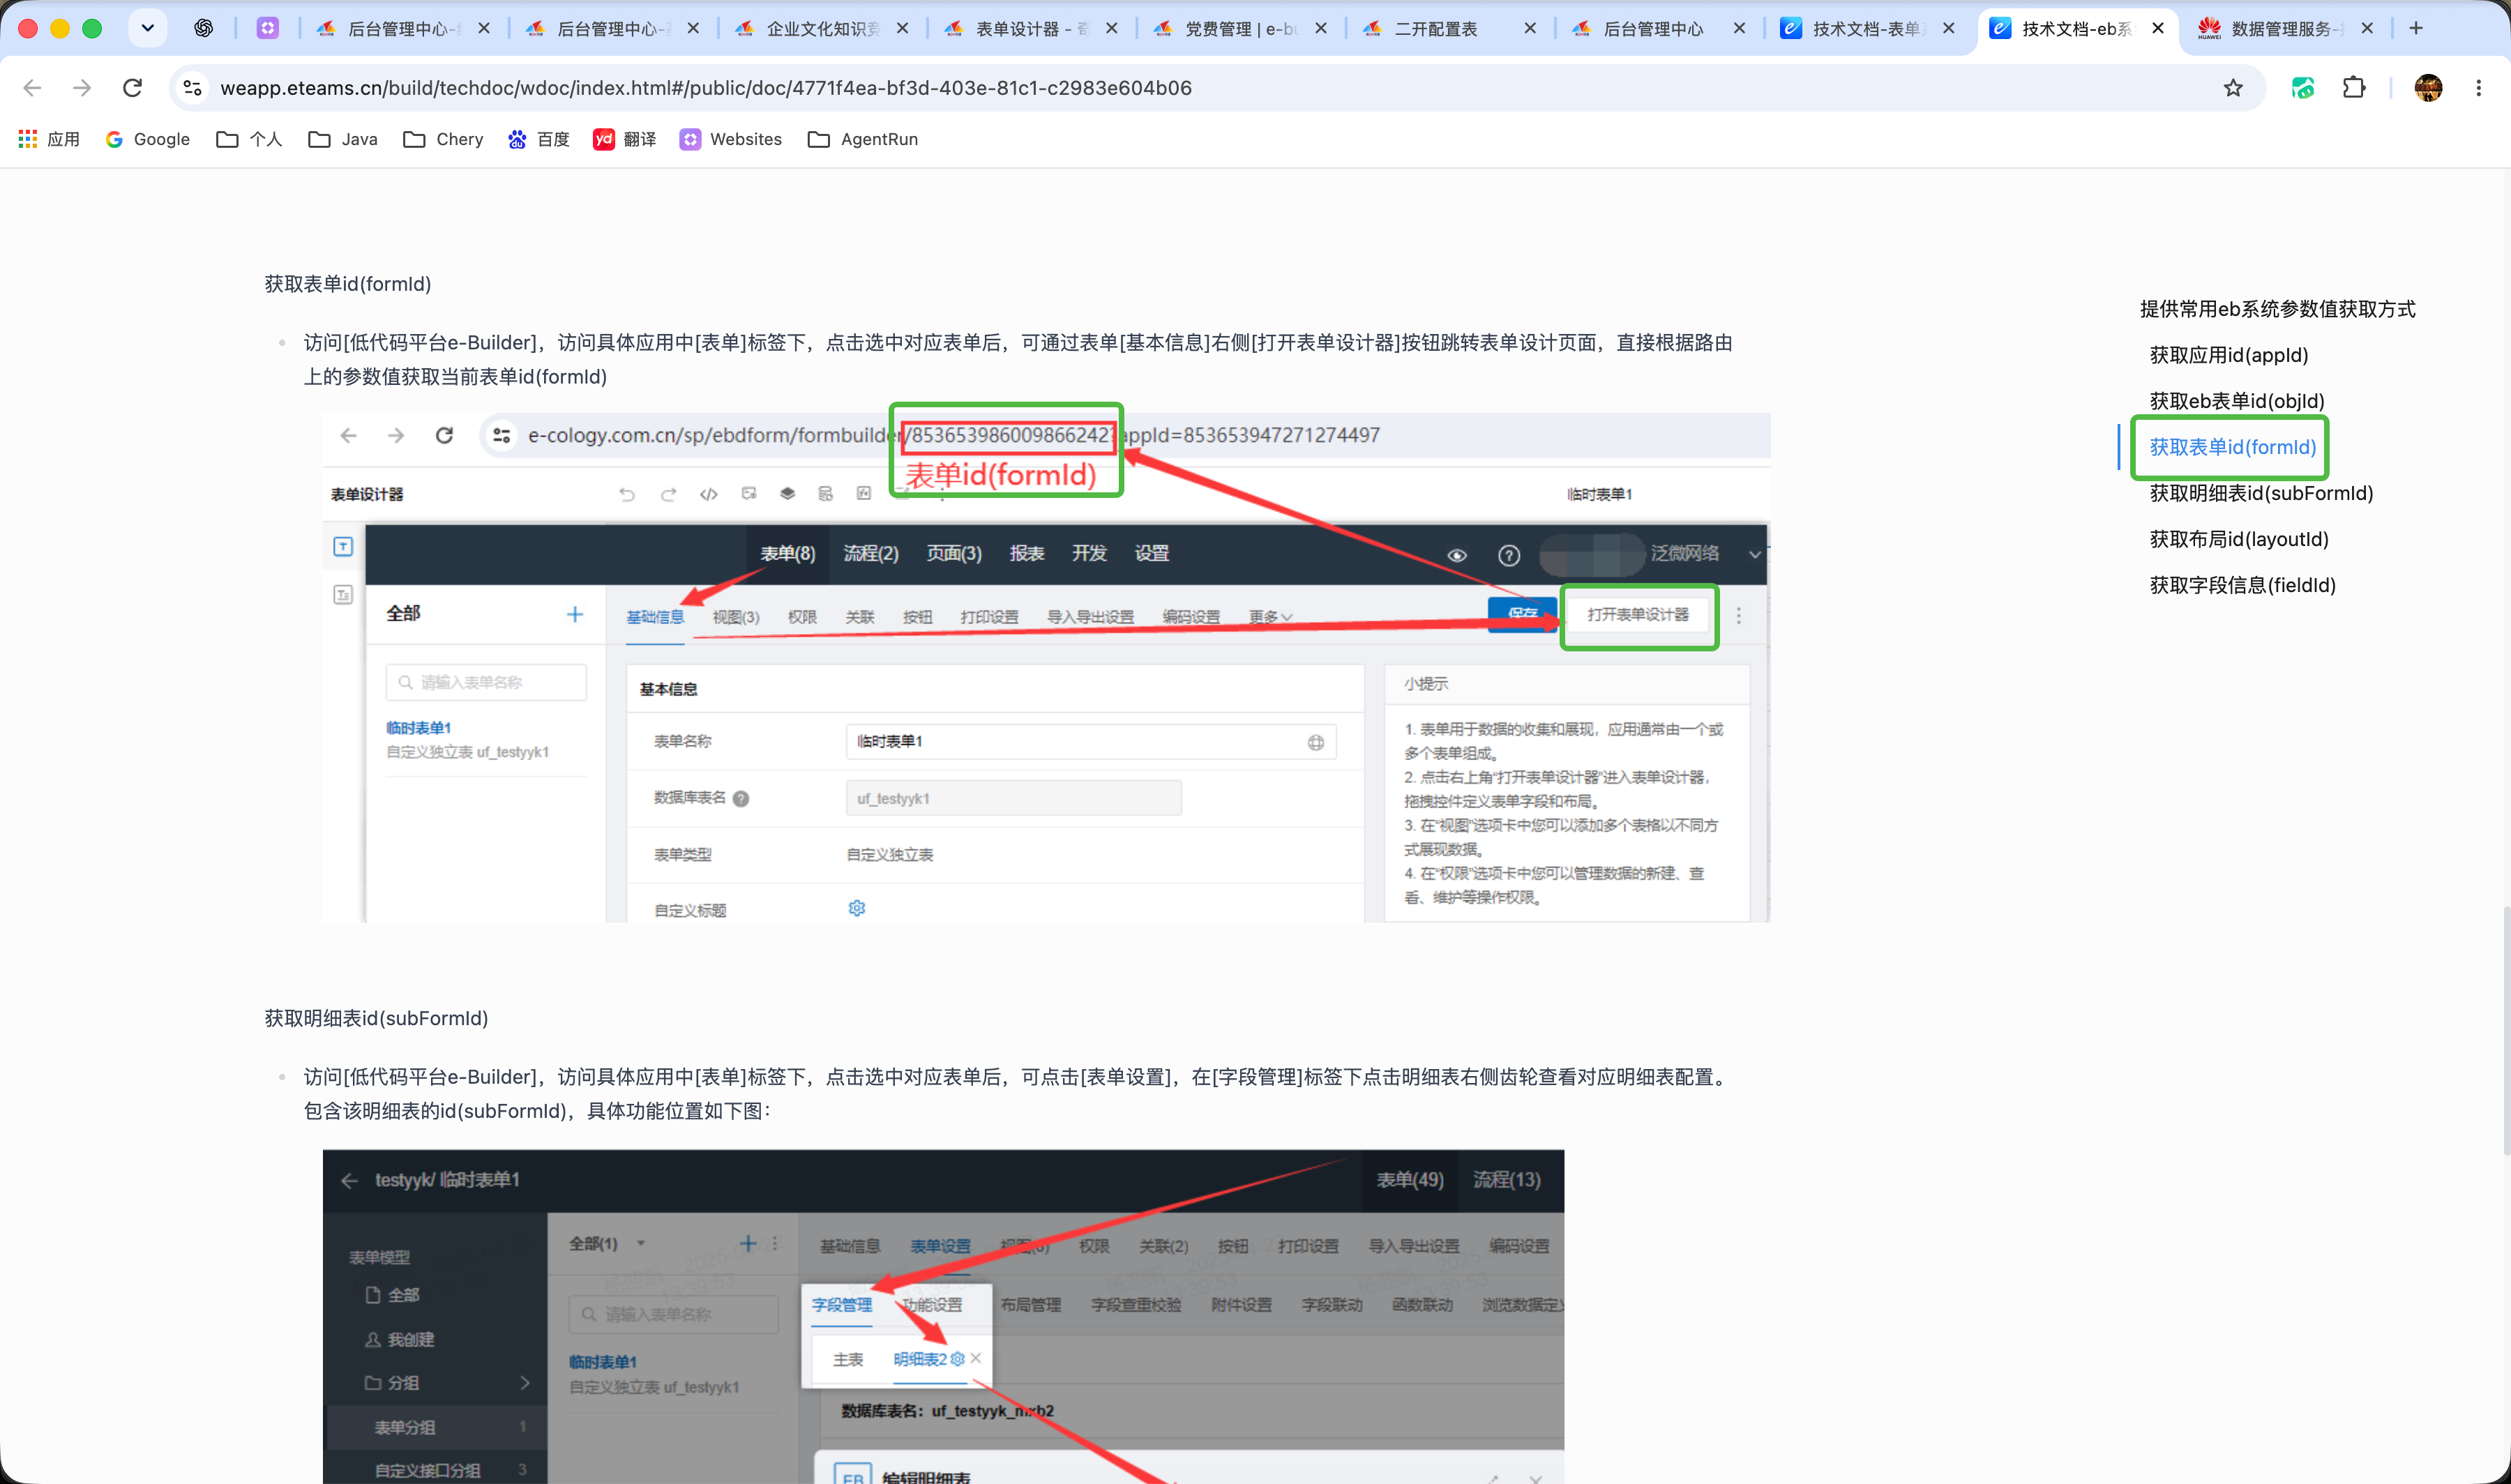 后台管理中心-
后台管理中心-
企业文化知识竞
表单设计器 -
党费管理 | e-bu
二开配置表
后台管理中心
技术文档-表单
技术文档-eb系
数据管理服务-
weapp.eteams.cn/build/techdoc/wdoc/index.html#/public/doc/4771f4ea-bf3d-403e-81c1-c2983e604b06
应用
Google
个人
Java
Chery
百度
yd 翻译
Websites
AgentRun
获取表单id(formId)
访问[低代码平台e-Builder]，访问具体应用中[表单]标签下，点击选中对应表单后，可通过表单[基本信息]右侧[打开表单设计器]按钮跳转表单设计页面，直接根据路由
上的参数值获取当前表单id(formId)
e-cology.com.cn/sp/ebdform/formbuilder/853653986009866242?appId=853653947271274497
表单id(formId)
表单设计器
临时表单1
表单(8)
流程(2)
页面(3)
报表
开发
设置
泛微网络
全部
基础信息
视图(3)
权限
关联
按钮
打印设置
导入导出设置
编码设置
更多
保存
打开表单设计器
请输入表单名称
临时表单1
自定义独立表 uf_testyyk1
基本信息
表单名称
临时表单1
数据库表名
uf_testyyk1
表单类型
自定义独立表
自定义标题
小提示
1. 表单用于数据的收集和展现，应用通常由一个或
多个表单组成。
2. 点击右上角“打开表单设计器”进入表单设计器，
拖拽控件定义表单字段和布局。
3. 在“视图”选项卡中您可以添加多个表格以不同方
式展现数据。
4. 在“权限”选项卡中您可以管理数据的新建、查
看、维护等操作权限。
提供常用eb系统参数值获取方式
获取应用id(appId)
获取eb表单id(objId)
获取表单id(formId)
获取明细表id(subFormId)
获取布局id(layoutId)
获取字段信息(fieldId)
获取明细表id(subFormId)
访问[低代码平台e-Builder]，访问具体应用中[表单]标签下，点击选中对应表单后，可点击[表单设置]，在[字段管理]标签下点击明细表右侧齿轮查看对应明细表配置。
包含该明细表的id(subFormId)，具体功能位置如下图：
testyyk/ 临时表单1
表单(49)
流程(13)
表单模型
全部
我创建
分组
表单分组 1
自定义接口分组 3
全部(1)
请输入表单名称
临时表单1
自定义独立表 uf_testyyk1
基础信息
表单设置
视图(6)
权限
关联(2)
按钮
打印设置
导入导出设置
编码设置
字段管理
功能设置
布局管理
字段查重校验
附件设置
字段联动
函数联动
浏览数据定义
主表
明细表2
数据库表名：uf_testyyk_mxb2
EB 编辑明细表